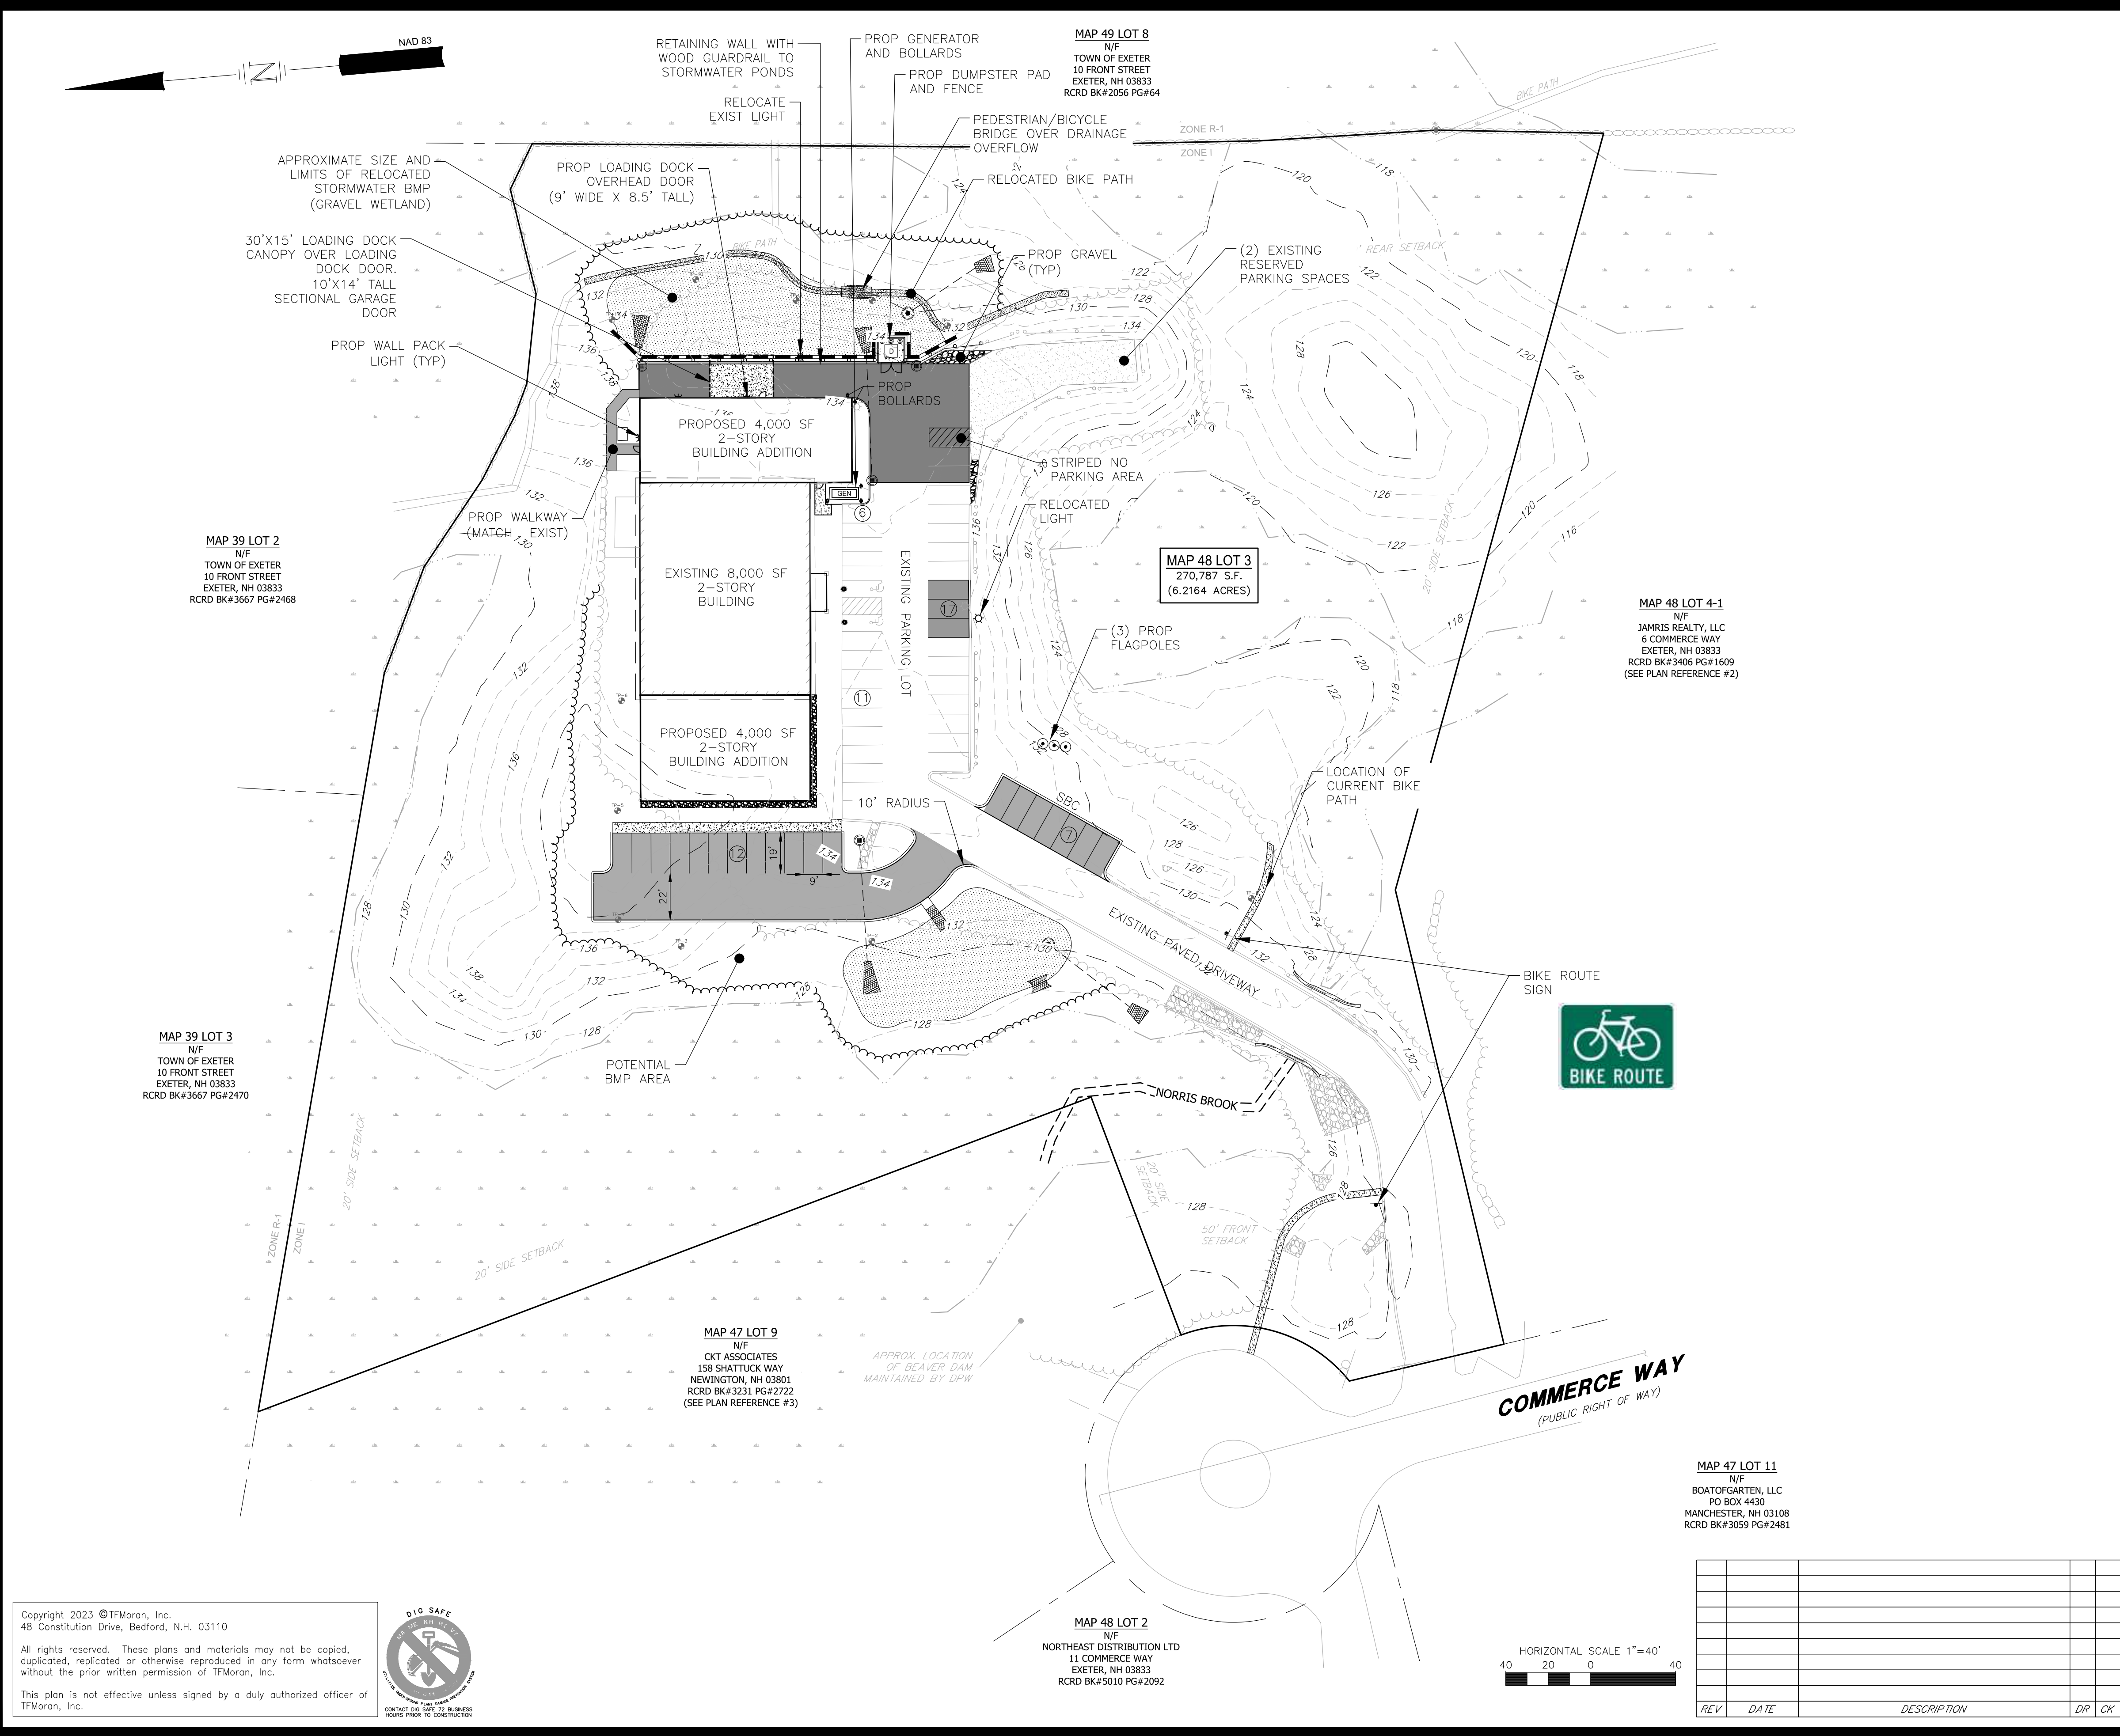 NAD 83
N
RETAINING WALL WITH
WOOD GUARDRAIL TO
STORMWATER PONDS
PROP GENERATOR
AND BOLLARDS
MAP 49 LOT 8
N/F
TOWN OF EXETER
10 FRONT STREET
EXETER, NH 03833
RCRD BK#2056 PG#64
PROP DUMPSTER PAD
AND FENCE
RELOCATE
EXIST LIGHT
PEDESTRIAN/BICYCLE
BRIDGE OVER DRAINAGE
OVERFLOW
BIKE PATH
ZONE R-1
ZONE I
APPROXIMATE SIZE AND
LIMITS OF RELOCATED
STORMWATER BMP
(GRAVEL WETLAND)
PROP LOADING DOCK
OVERHEAD DOOR
(9' WIDE X 8.5' TALL)
RELOCATED BIKE PATH
30'X15' LOADING DOCK
CANOPY OVER LOADING
DOCK DOOR.
10'X14' TALL
SECTIONAL GARAGE
DOOR
BIKE PATH
PROP GRAVEL
(TYP)
(2) EXISTING
RESERVED
PARKING SPACES
REAR SETBACK
PROP WALL PACK
LIGHT (TYP)
D
PROP
BOLLARDS
PROPOSED 4,000 SF
2-STORY
BUILDING ADDITION
STRIPED NO
PARKING AREA
GEN
6
RELOCATED
LIGHT
PROP WALKWAY
(MATCH EXIST)
20' SIDE SETBACK
MAP 39 LOT 2
N/F
TOWN OF EXETER
10 FRONT STREET
EXETER, NH 03833
RCRD BK#3667 PG#2468
EXISTING 8,000 SF
2-STORY
BUILDING
EXISTING PARKING LOT
17
MAP 48 LOT 3
270,787 S.F.
(6.2164 ACRES)
MAP 48 LOT 4-1
N/F
JAMRIS REALTY, LLC
6 COMMERCE WAY
EXETER, NH 03833
RCRD BK#3406 PG#1609
(SEE PLAN REFERENCE #2)
(3) PROP
FLAGPOLES
11
PROPOSED 4,000 SF
2-STORY
BUILDING ADDITION
LOCATION OF
CURRENT BIKE
PATH
10' RADIUS
SBC
7
12
19'
9'
22'
134
134
EXISTING PAVED DRIVEWAY
BIKE ROUTE
SIGN
BIKE ROUTE
POTENTIAL
BMP AREA
MAP 39 LOT 3
N/F
TOWN OF EXETER
10 FRONT STREET
EXETER, NH 03833
RCRD BK#3667 PG#2470
NORRIS BROOK
20' SIDE SETBACK
20' SIDE
SETBACK
50' FRONT
SETBACK
ZONE R-1
ZONE I
20' SIDE SETBACK
MAP 47 LOT 9
N/F
CKT ASSOCIATES
158 SHATTUCK WAY
NEWINGTON, NH 03801
RCRD BK#3231 PG#2722
(SEE PLAN REFERENCE #3)
APPROX. LOCATION
OF BEAVER DAM
MAINTAINED BY DPW
COMMERCE WAY
(PUBLIC RIGHT OF WAY)
MAP 47 LOT 11
N/F
BOATOFGARTEN, LLC
PO BOX 4430
MANCHESTER, NH 03108
RCRD BK#3059 PG#2481
MAP 48 LOT 2
N/F
NORTHEAST DISTRIBUTION LTD
11 COMMERCE WAY
EXETER, NH 03833
RCRD BK#5010 PG#2092
HORIZONTAL SCALE 1"=40'
40 20 0 40
REV DATE DESCRIPTION DR CK
Copyright 2023 ©TFMoran, Inc.
48 Constitution Drive, Bedford, N.H. 03110
All rights reserved. These plans and materials may not be copied,
duplicated, replicated or otherwise reproduced in any form whatsoever
without the prior written permission of TFMoran, Inc.
This plan is not effective unless signed by a duly authorized officer of
TFMoran, Inc.
DIG SAFE
CONTACT DIG SAFE 72 BUSINESS
HOURS PRIOR TO CONSTRUCTION